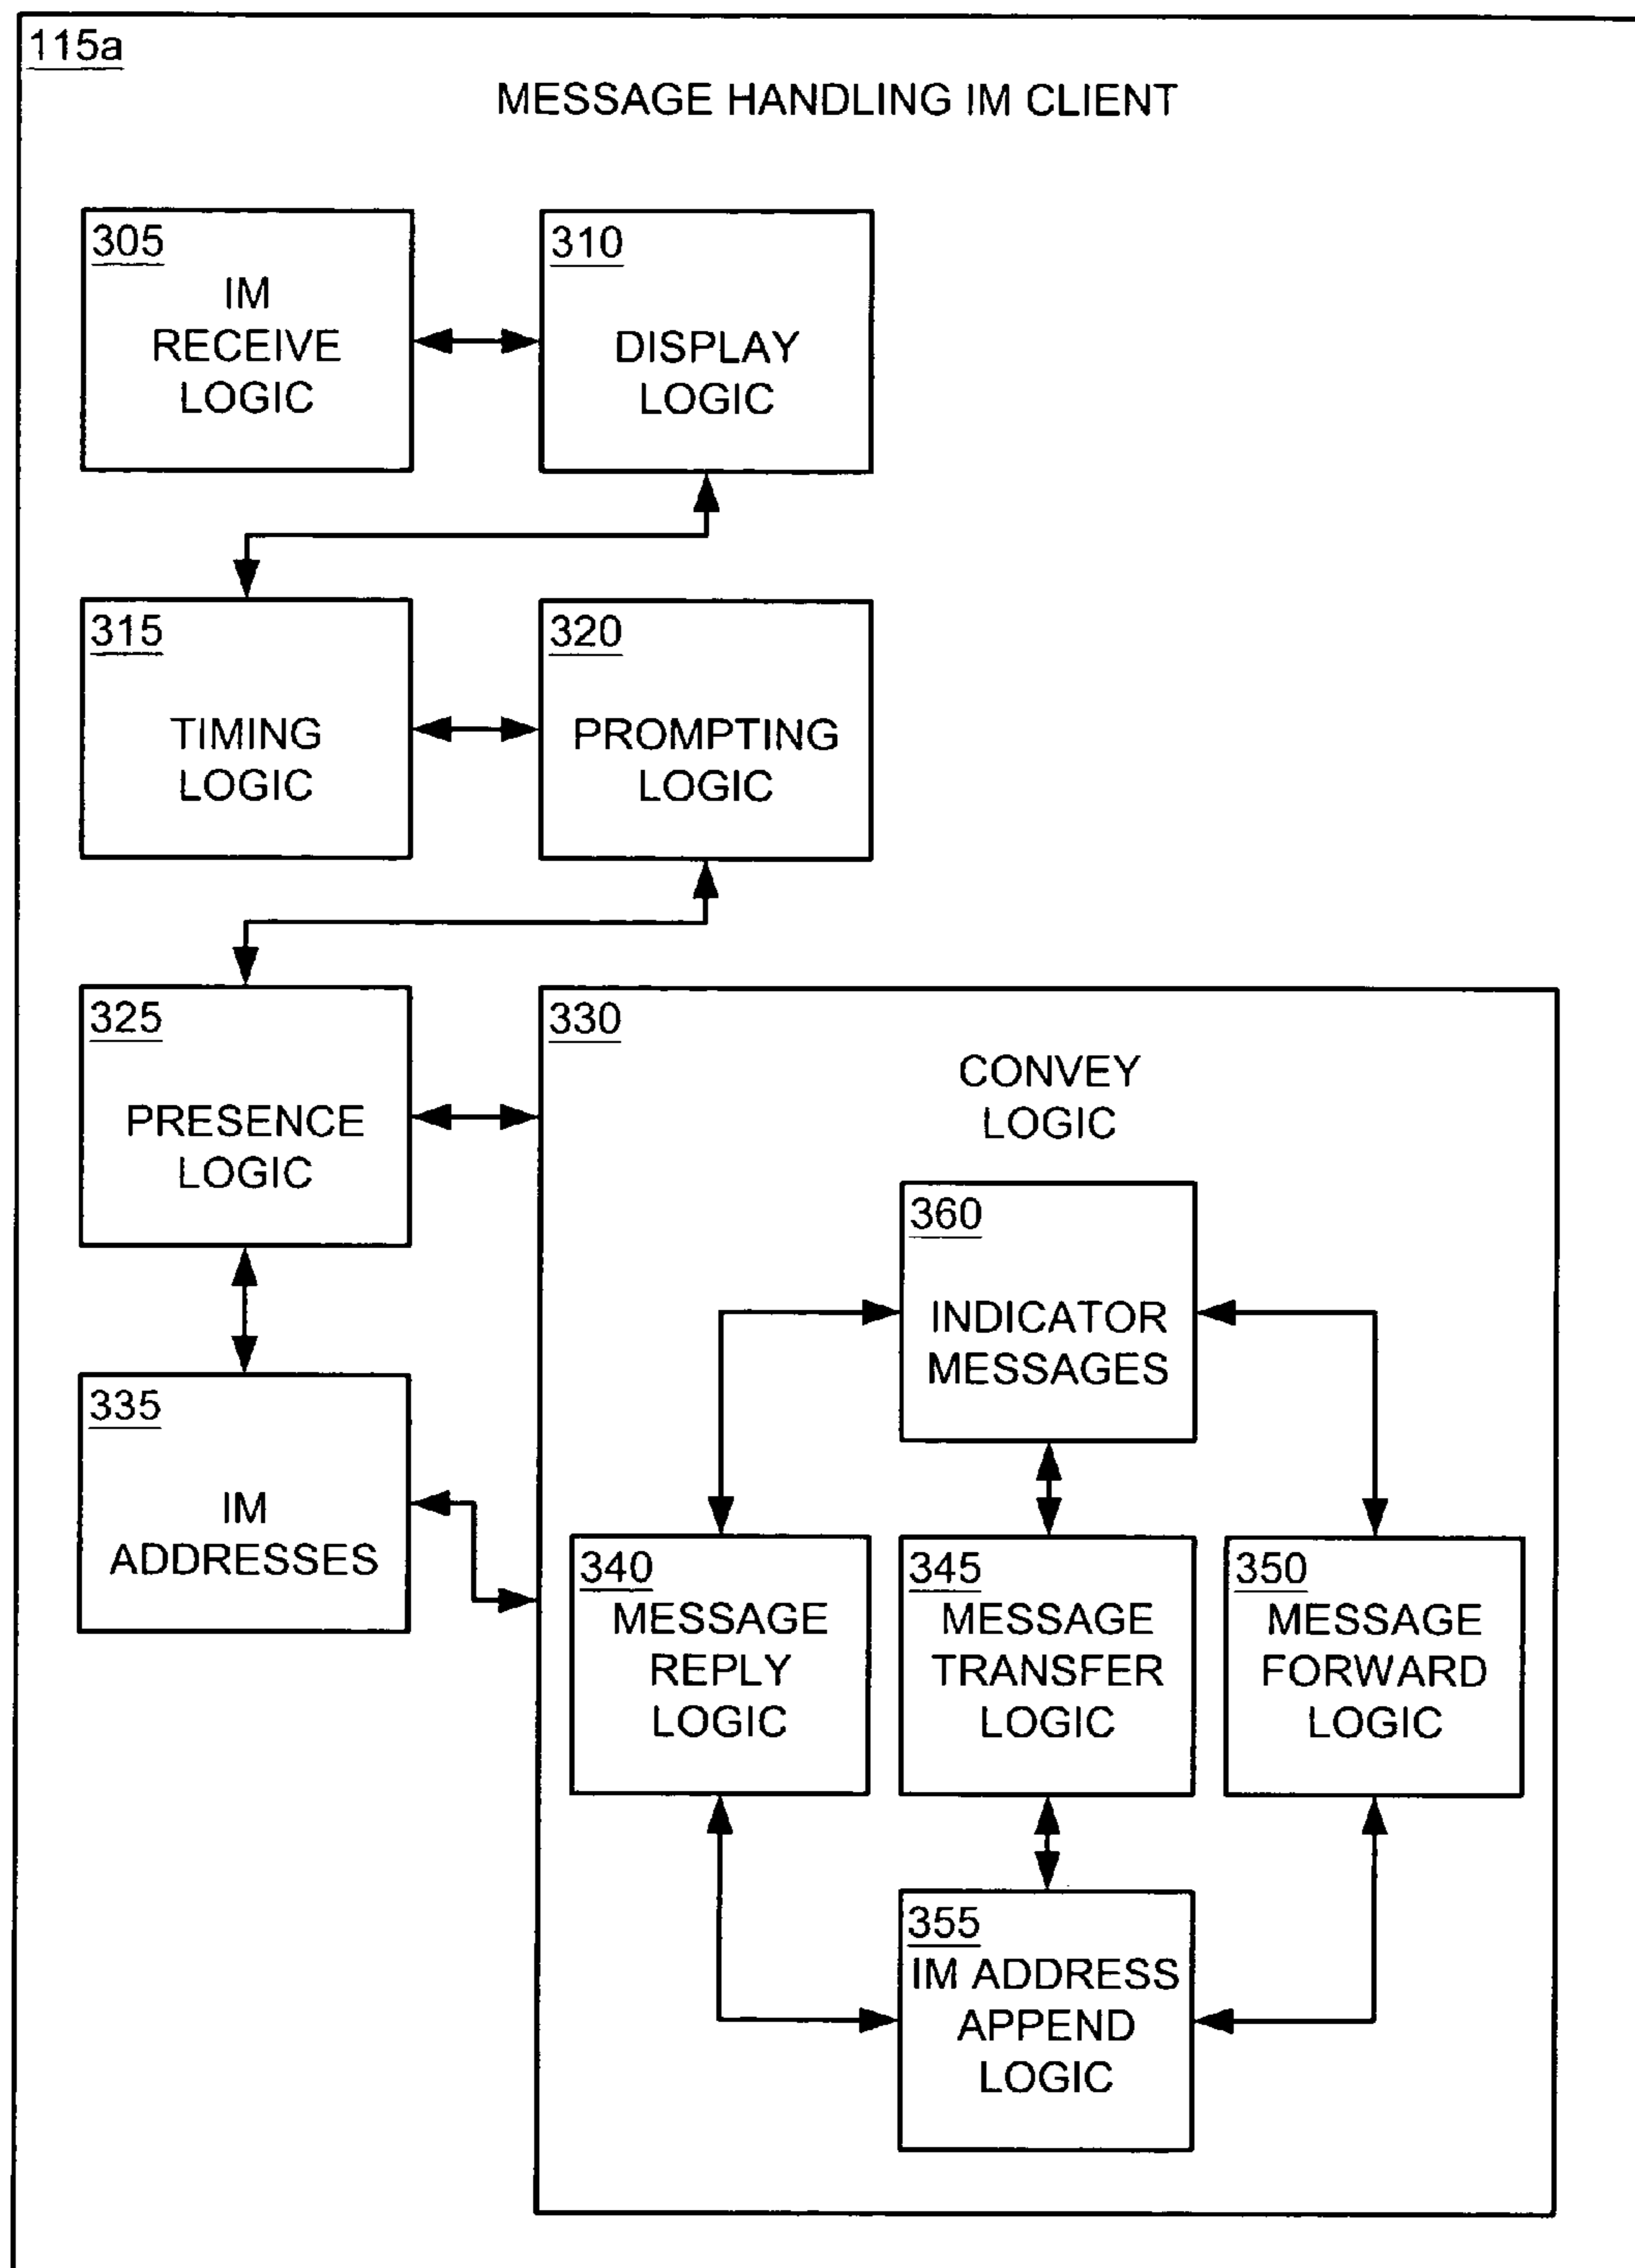 115a
MESSAGE HANDLING IM CLIENT
305
IM
RECEIVE
LOGIC
310
DISPLAY
LOGIC
315
TIMING
LOGIC
320
PROMPTING
LOGIC
325
PRESENCE
LOGIC
330
CONVEY
LOGIC
360
INDICATOR
MESSAGES
335
IM
ADDRESSES
340
MESSAGE
REPLY
LOGIC
345
MESSAGE
TRANSFER
LOGIC
350
MESSAGE
FORWARD
LOGIC
355
IM ADDRESS
APPEND
LOGIC